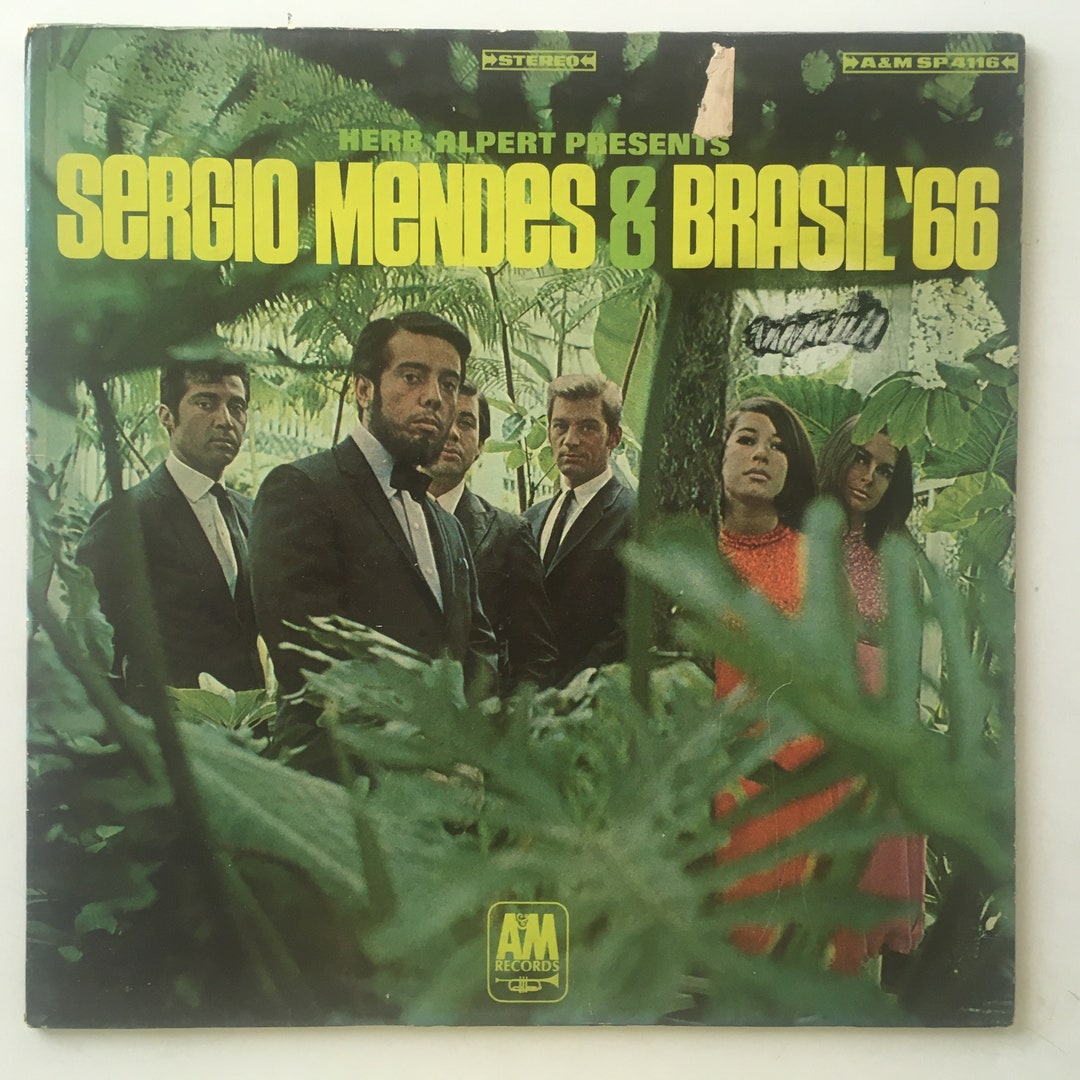 STEREO
A&M SP 4116
HERB ALPERT PRESENTS
SERGIO MENDES & BRASIL '66
A&M
RECORDS